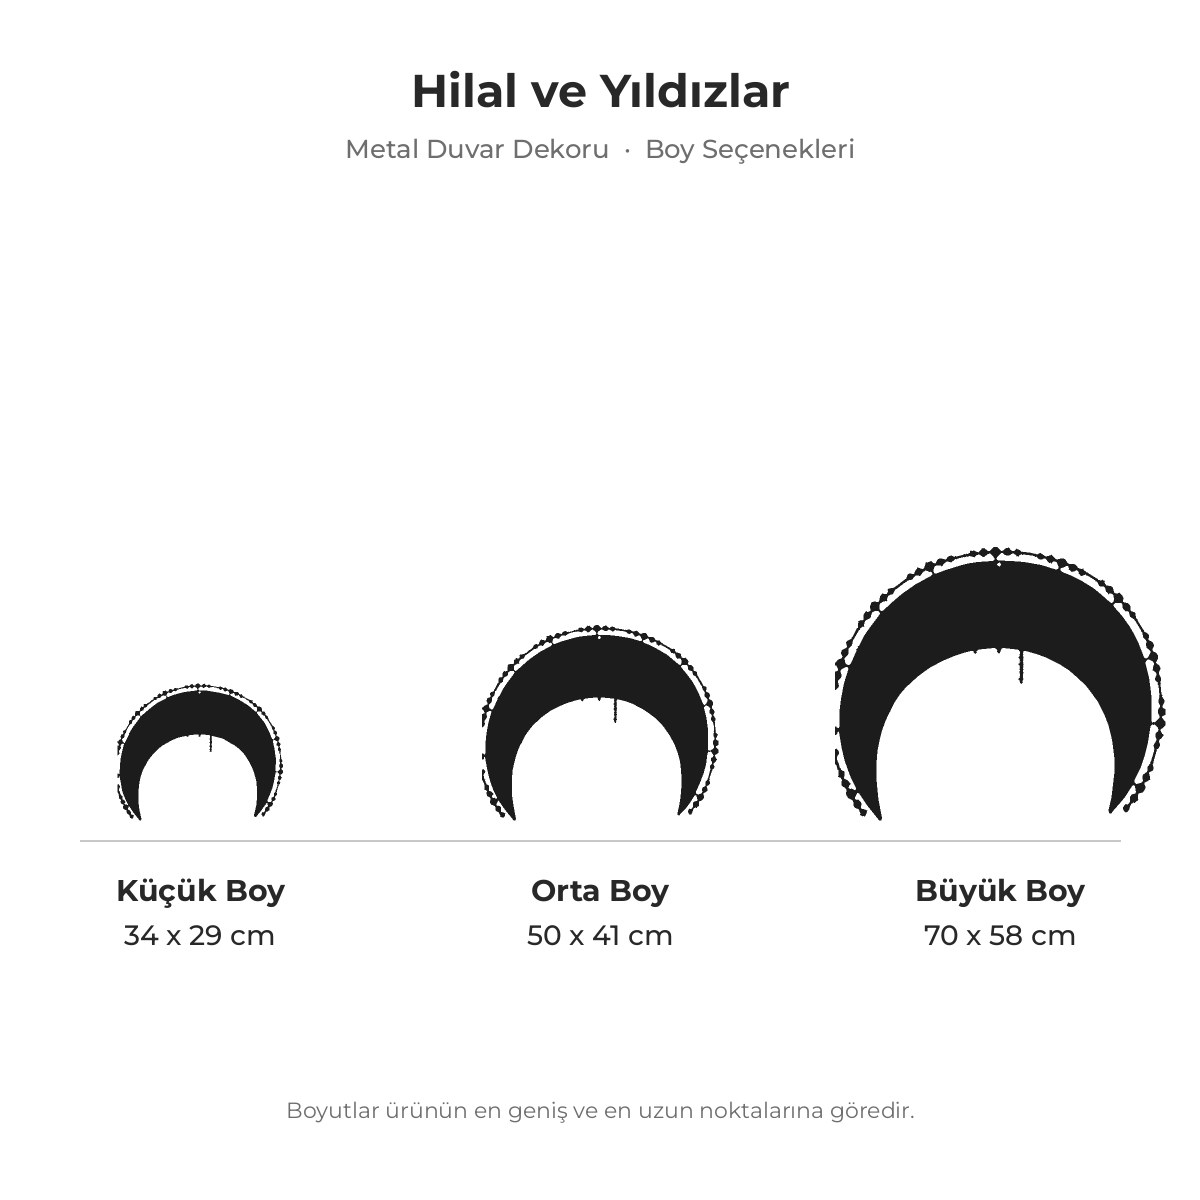 Hilal ve Yıldızlar
Metal Duvar Dekoru · Boy Seçenekleri
Küçük Boy
34 x 29 cm
Orta Boy
50 x 41 cm
Büyük Boy
70 x 58 cm
Boyutlar ürünün en geniş ve en uzun noktalarına göredir.